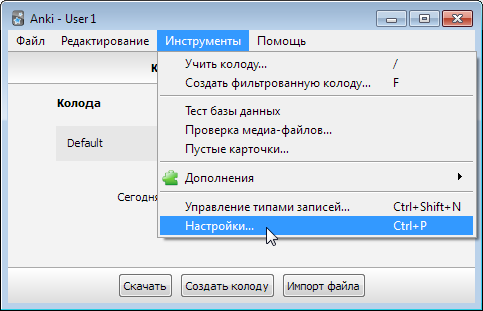 Anki - User 1
Файл Редактирование Инструменты Помощь
Учить колоду... /
Создать фильтрованную колоду... F
Колода
Тест базы данных
Проверка медиа-файлов...
Default
Пустые карточки...
Дополнения
Сегодня
Управление типами записей... Ctrl+Shift+N
Настройки... Ctrl+P
Скачать Создать колоду Импорт файла